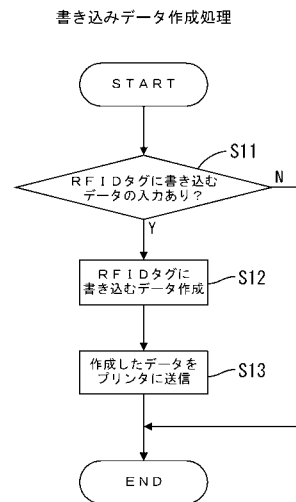 書き込みデータ作成処理
START
S11
RFIDタグに書き込む
データの入力あり？
N
Y
RFIDタグに
書き込むデータ作成
S12
作成したデータを
プリンタに送信
S13
END